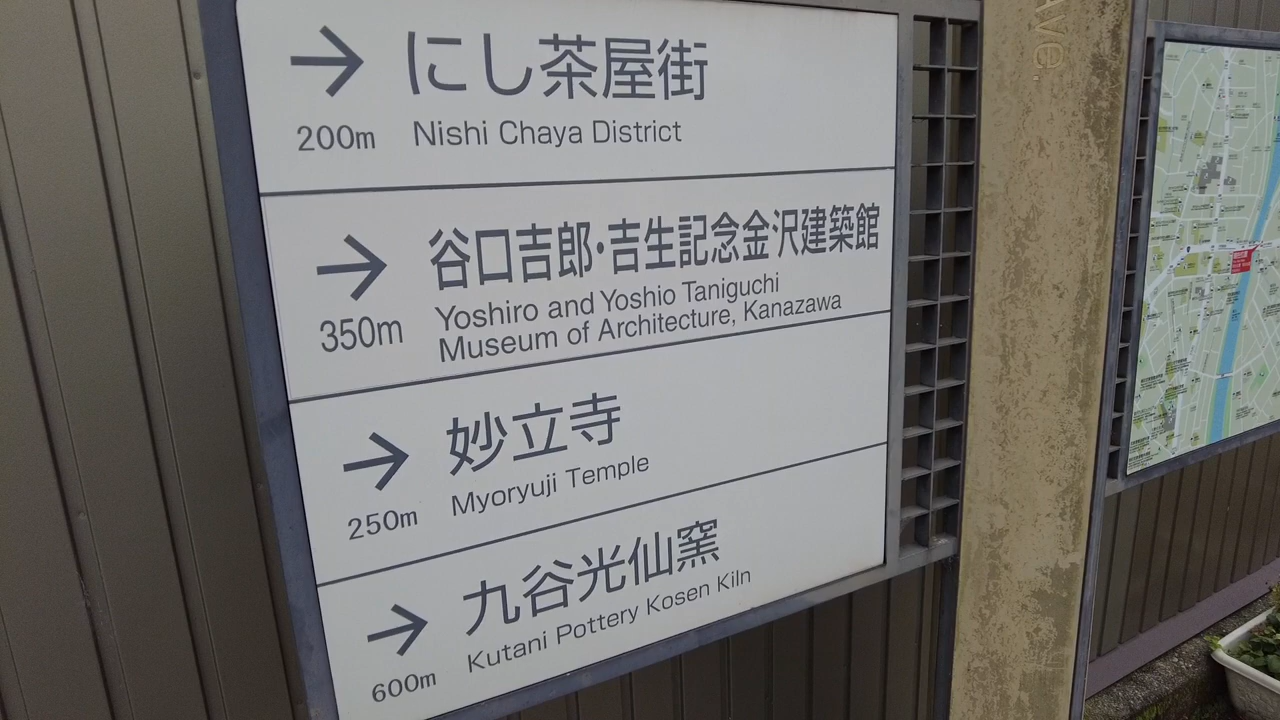 → にし茶屋街
200m Nishi Chaya District
→ 谷口吉郎・吉生記念金沢建築館
350m Yoshiro and Yoshio Taniguchi
Museum of Architecture, Kanazawa
→ 妙立寺
250m Myoryuji Temple
→ 九谷光仙窯
600m Kutani Pottery Kosen Kiln
Ave.